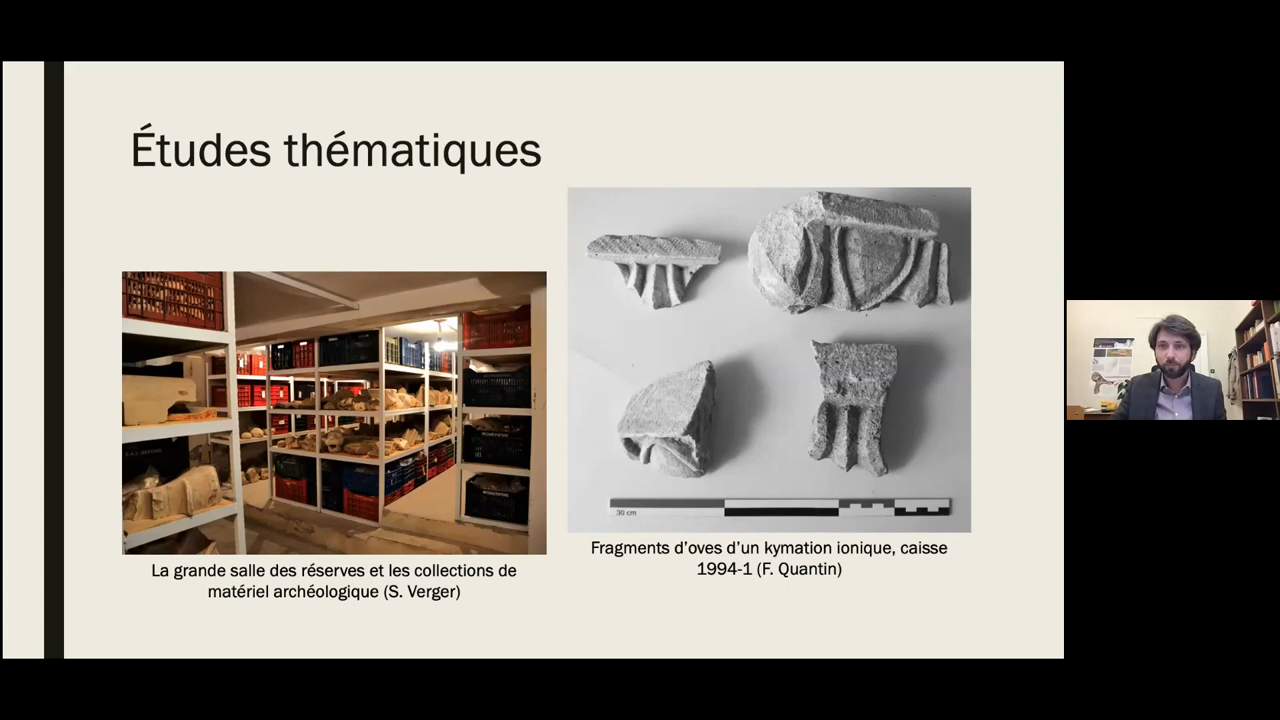 Études thématiques
La grande salle des réserves et les collections de
matériel archéologique (S. Verger)
30 cm
Fragments d'oves d'un kymation ionique, caisse
1994-1 (F. Quantin)